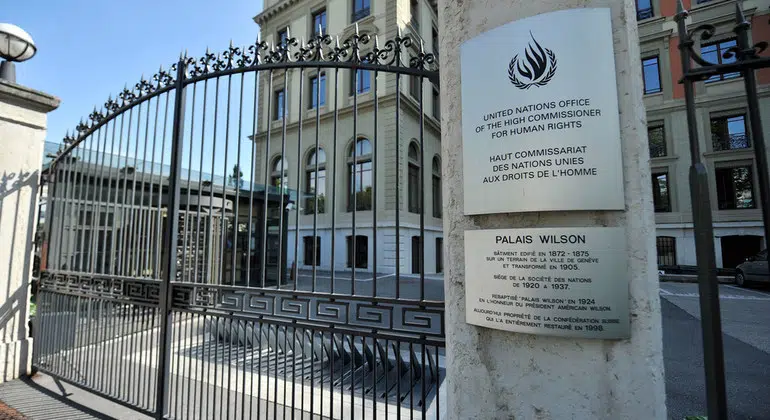 UNITED NATIONS OFFICE
OF THE HIGH COMMISSIONER
FOR HUMAN RIGHTS
HAUT COMMISSARIAT
DES NATIONS UNIES
AUX DROITS DE L'HOMME
PALAIS WILSON
BÂTIMENT EDIFIÉ EN 1872 - 1875
SUR UN TERRAIN DE LA VILLE DE GENÈVE
ET TRANSFORMÉ EN 1905.
SIÈGE DE LA SOCIÉTÉ DES NATIONS
DE 1920 À 1937.
REBAPTISÉ "PALAIS WILSON" EN 1924
EN L'HONNEUR DU PRÉSIDENT AMÉRICAIN WILSON.
AUJOURD'HUI PROPRIÉTÉ DE LA CONFÉDÉRATION SUISSE
QUI L'A ENTIÈREMENT RESTAURÉ EN 1998.